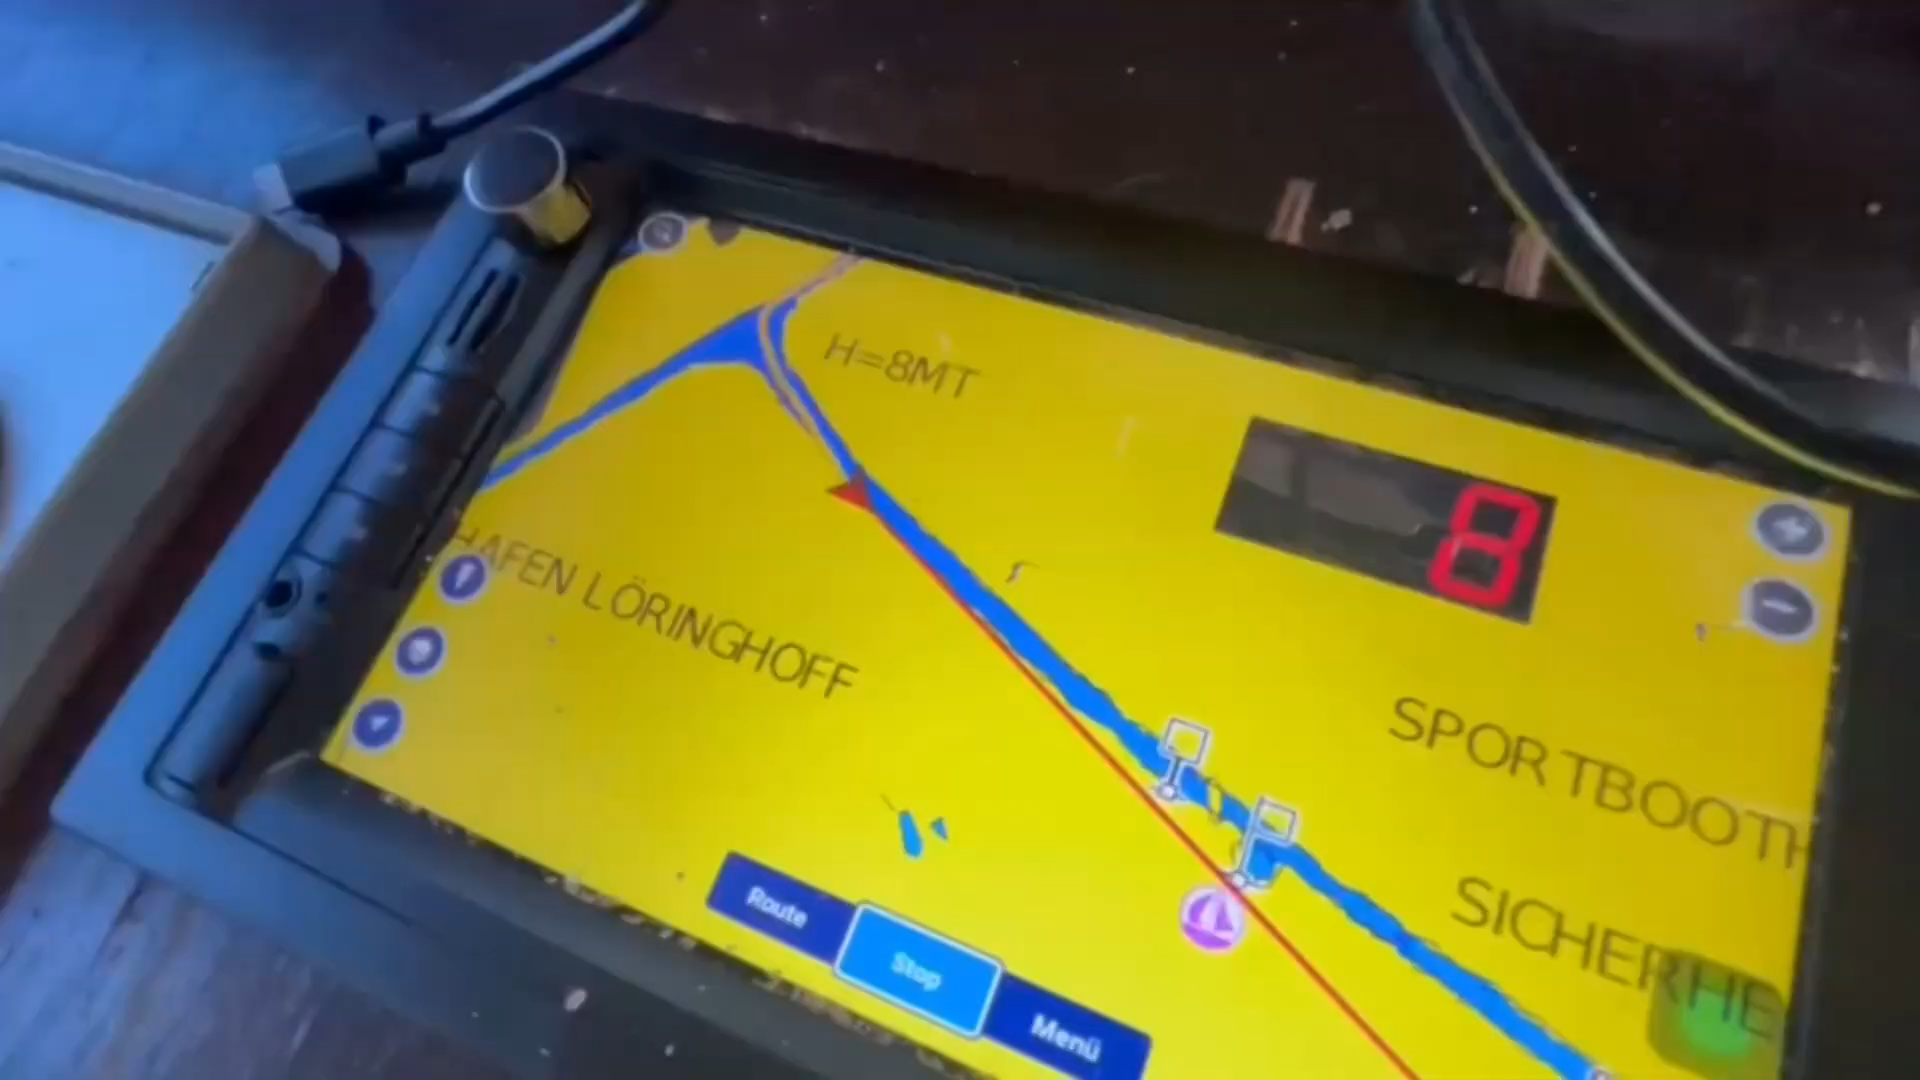 H=8MT
8
HAFEN LÖRINGHOFF
SPORTBOOTH
SICHERHE
Route
Stop
Menü